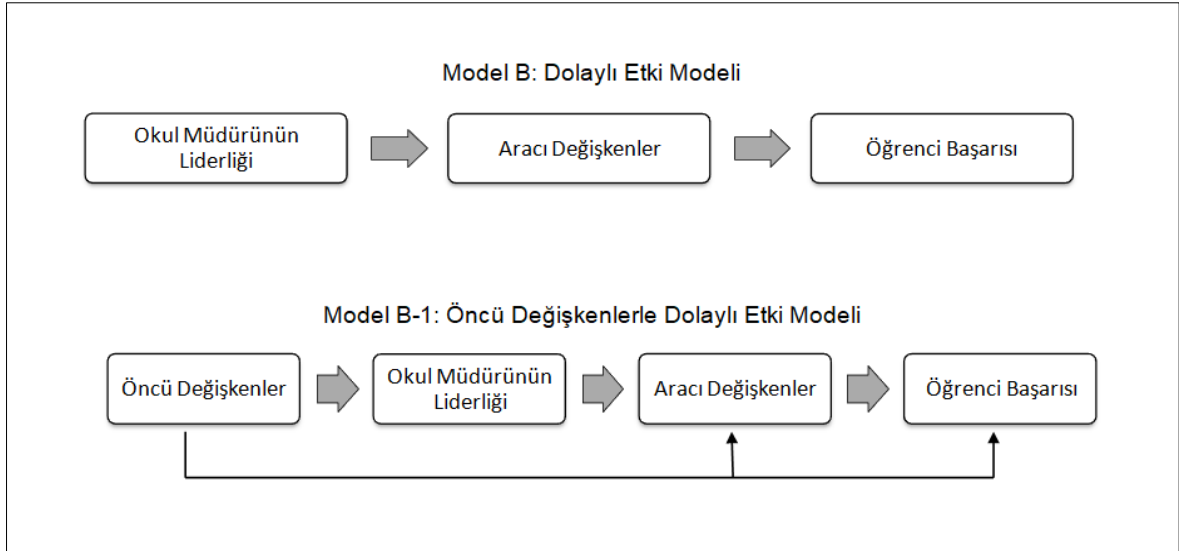 Model B: Dolaylı Etki Modeli
Okul Müdürünün
Liderliği
Aracı Değişkenler
Öğrenci Başarısı
Model B-1: Öncü Değişkenlerle Dolaylı Etki Modeli
Öncü Değişkenler
Okul Müdürünün
Liderliği
Aracı Değişkenler
Öğrenci Başarısı